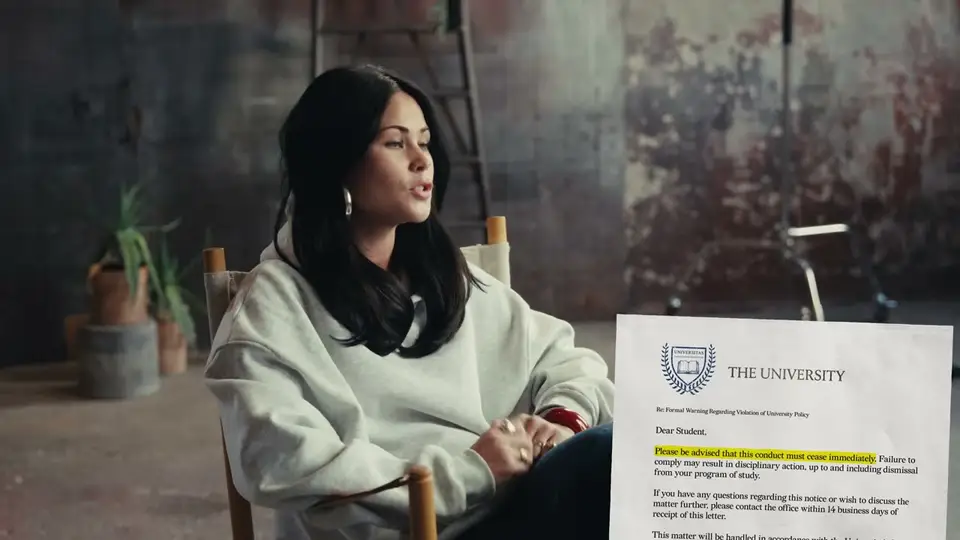 UNIVERSITAS
THE UNIVERSITY
Re: Formal Warning Regarding Violation of University Policy
Dear Student,
Please be advised that this conduct must cease immediately. Failure to
comply may result in disciplinary action, up to and including dismissal
from your program of study.
If you have any questions regarding this notice or wish to discuss the
matter further, please contact the office within 14 business days of
receipt of this letter.
This matter will be handled in accordance with the